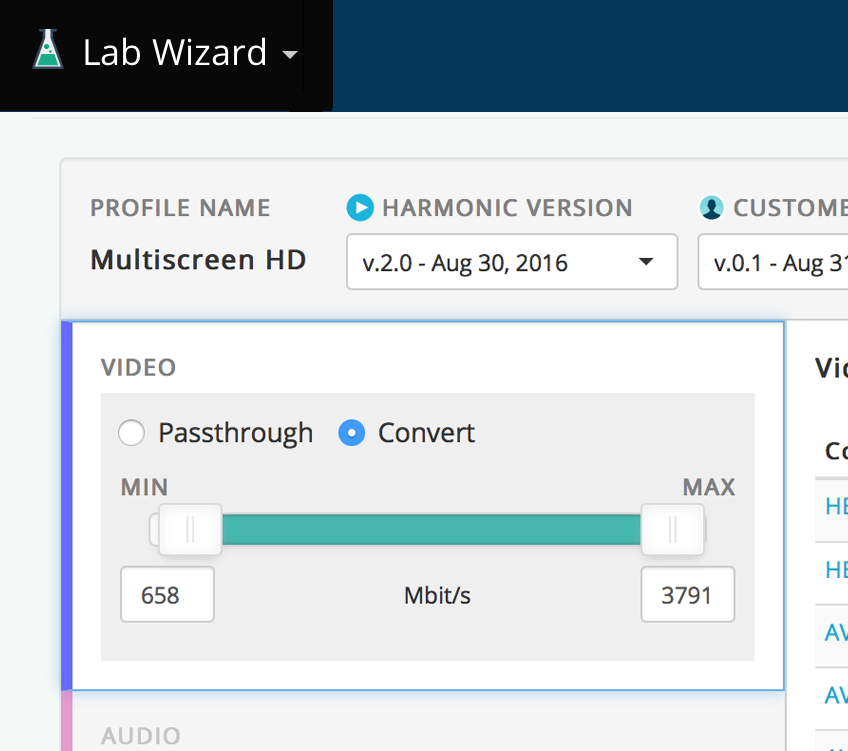 Lab Wizard
PROFILE NAME
HARMONIC VERSION
CUSTOME
Multiscreen HD
v.2.0 - Aug 30, 2016
v.0.1 - Aug 31
VIDEO
Passthrough
Convert
MIN
MAX
658
Mbit/s
3791
Vic
Co
HE
HE
AV
AV
AUDIO